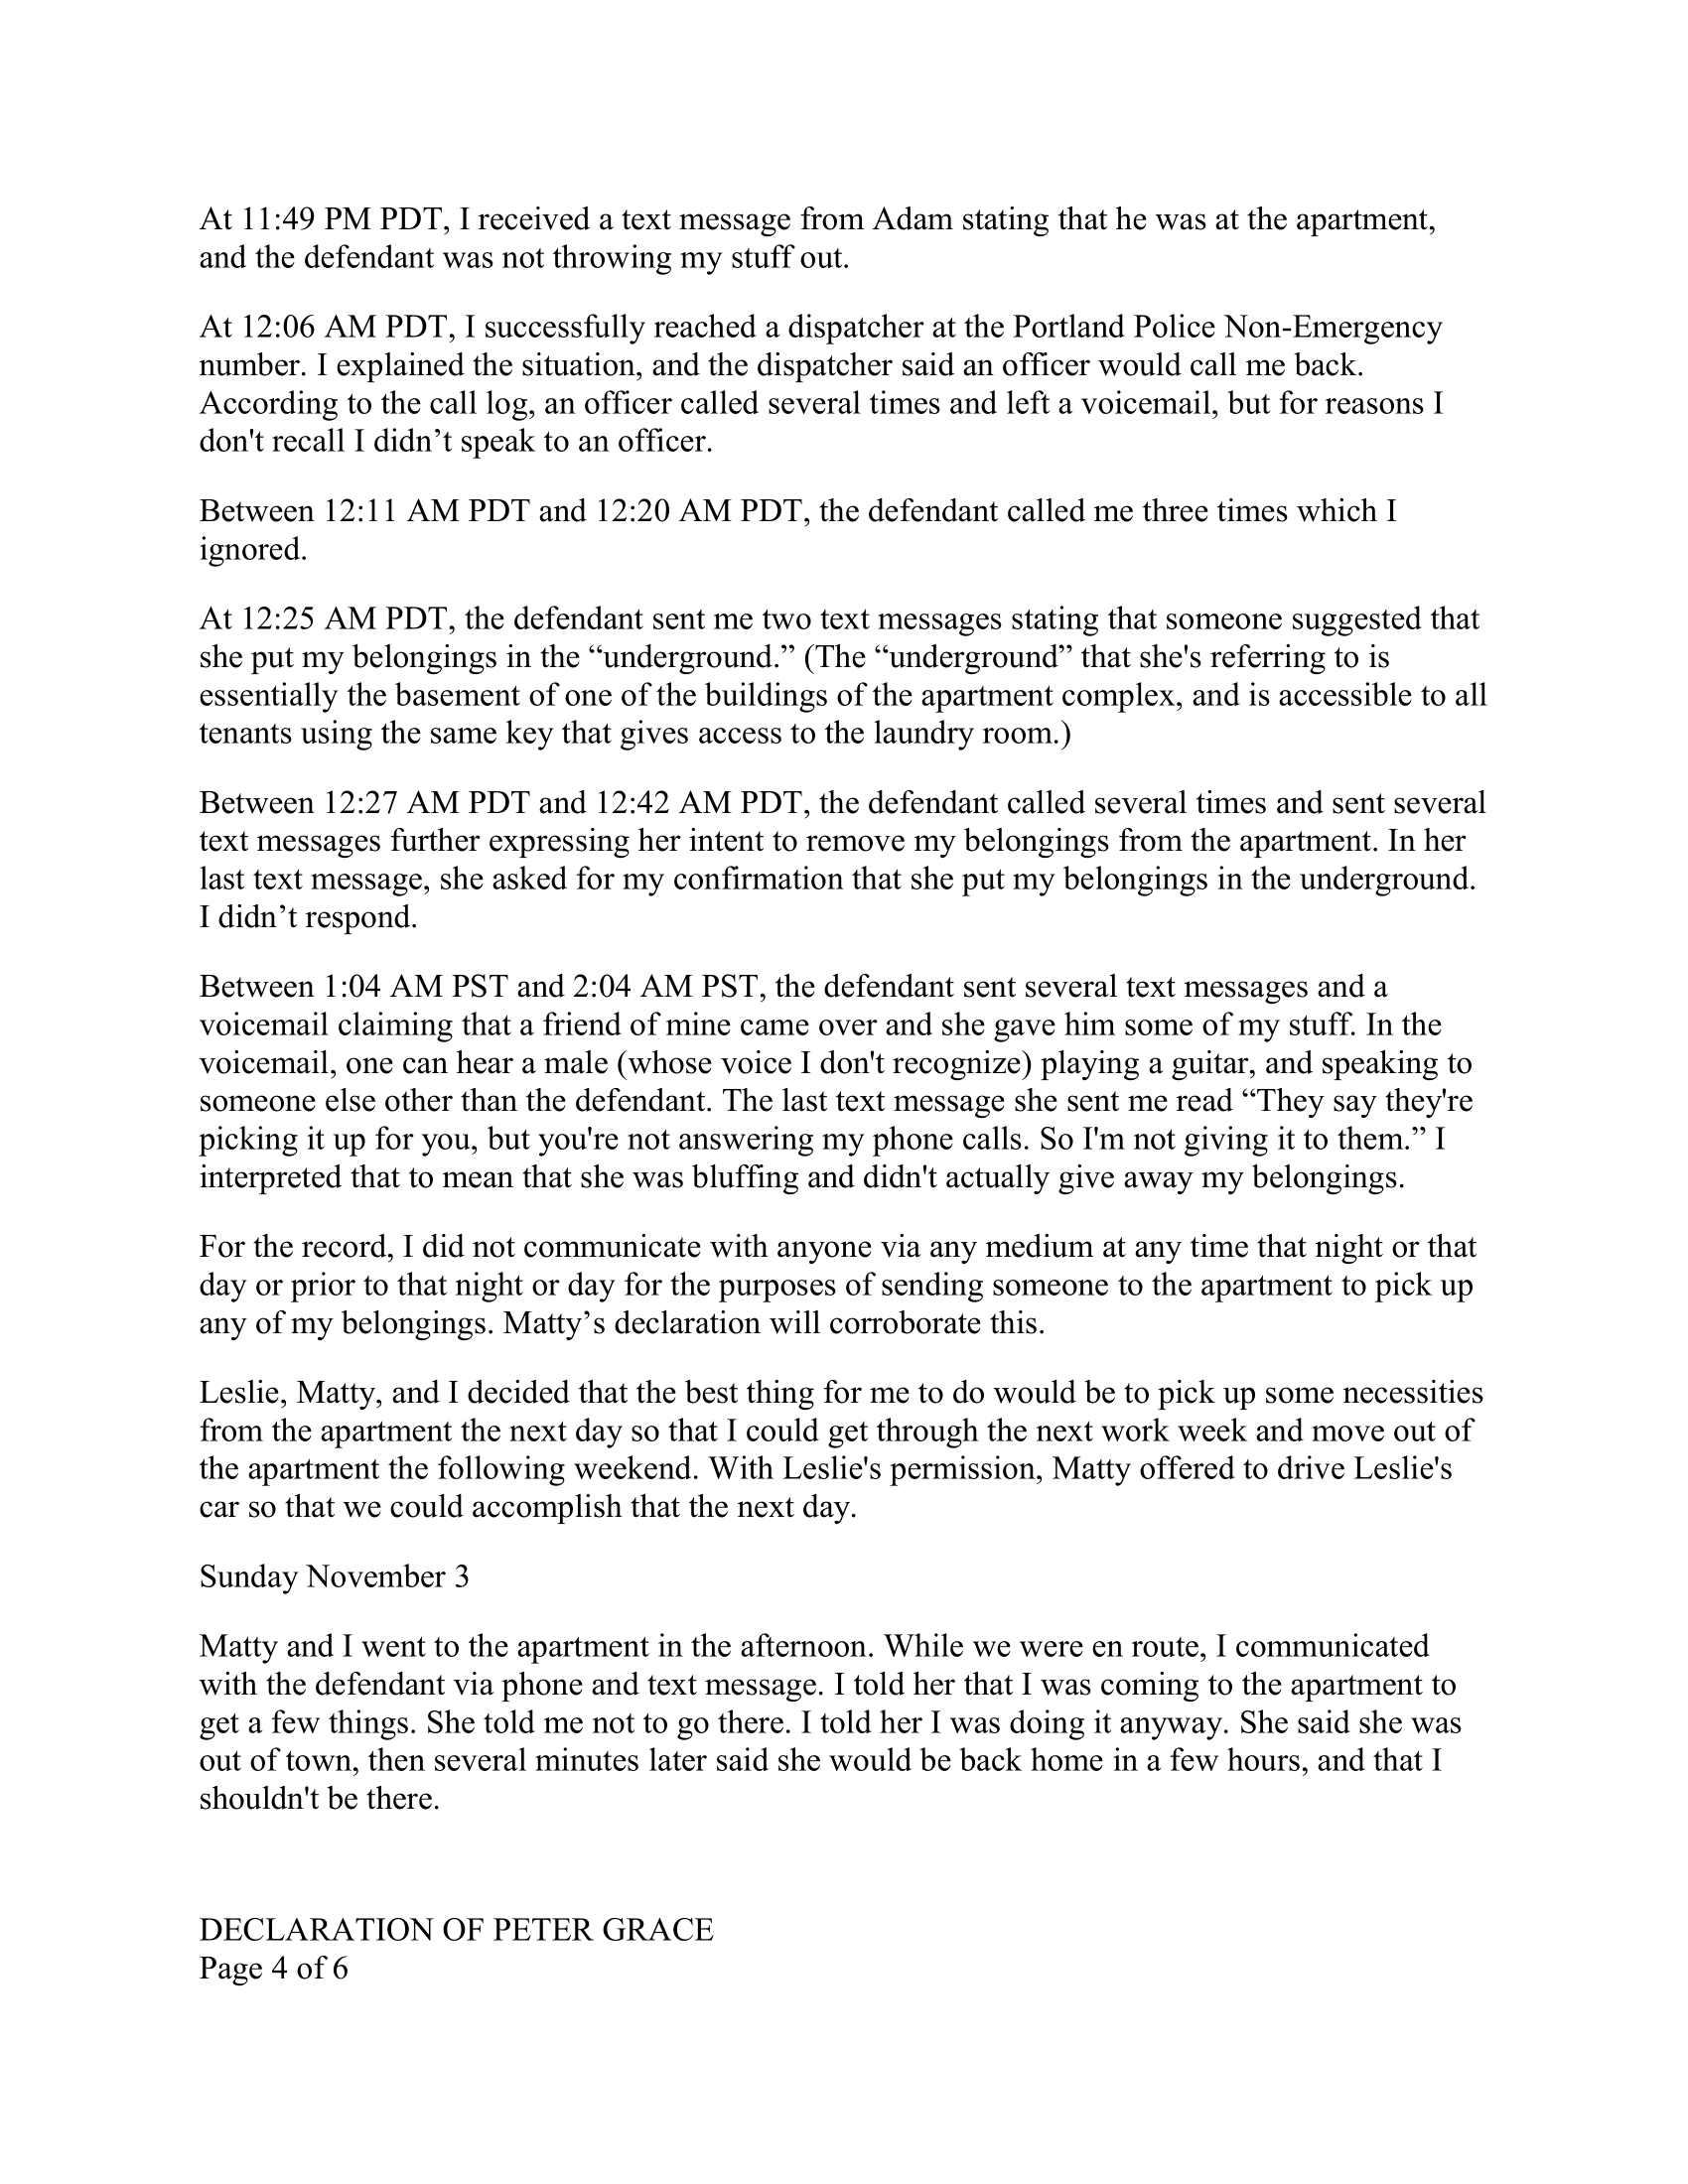 At 11:49 PM PDT, I received a text message from Adam stating that he was at the apartment,
and the defendant was not throwing my stuff out.
At 12:06 AM PDT, I successfully reached a dispatcher at the Portland Police Non-Emergency
number. I explained the situation, and the dispatcher said an officer would call me back.
According to the call log, an officer called several times and left a voicemail, but for reasons I
don't recall I didn’t speak to an officer.
Between 12:11 AM PDT and 12:20 AM PDT, the defendant called me three times which I
ignored.
At 12:25 AM PDT, the defendant sent me two text messages stating that someone suggested that
she put my belongings in the “underground.” (The “underground” that she's referring to is
essentially the basement of one of the buildings of the apartment complex, and is accessible to all
tenants using the same key that gives access to the laundry room.)
Between 12:27 AM PDT and 12:42 AM PDT, the defendant called several times and sent several
text messages further expressing her intent to remove my belongings from the apartment. In her
last text message, she asked for my confirmation that she put my belongings in the underground.
I didn’t respond.
Between 1:04 AM PST and 2:04 AM PST, the defendant sent several text messages and a
voicemail claiming that a friend of mine came over and she gave him some of my stuff. In the
voicemail, one can hear a male (whose voice I don't recognize) playing a guitar, and speaking to
someone else other than the defendant. The last text message she sent me read “They say they're
picking it up for you, but you're not answering my phone calls. So I'm not giving it to them.” I
interpreted that to mean that she was bluffing and didn't actually give away my belongings.
For the record, I did not communicate with anyone via any medium at any time that night or that
day or prior to that night or day for the purposes of sending someone to the apartment to pick up
any of my belongings. Matty’s declaration will corroborate this.
Leslie, Matty, and I decided that the best thing for me to do would be to pick up some necessities
from the apartment the next day so that I could get through the next work week and move out of
the apartment the following weekend. With Leslie's permission, Matty offered to drive Leslie's
car so that we could accomplish that the next day.
Sunday November 3
Matty and I went to the apartment in the afternoon. While we were en route, I communicated
with the defendant via phone and text message. I told her that I was coming to the apartment to
get a few things. She told me not to go there. I told her I was doing it anyway. She said she was
out of town, then several minutes later said she would be back home in a few hours, and that I
shouldn't be there.
DECLARATION OF PETER GRACE
Page 4 of 6